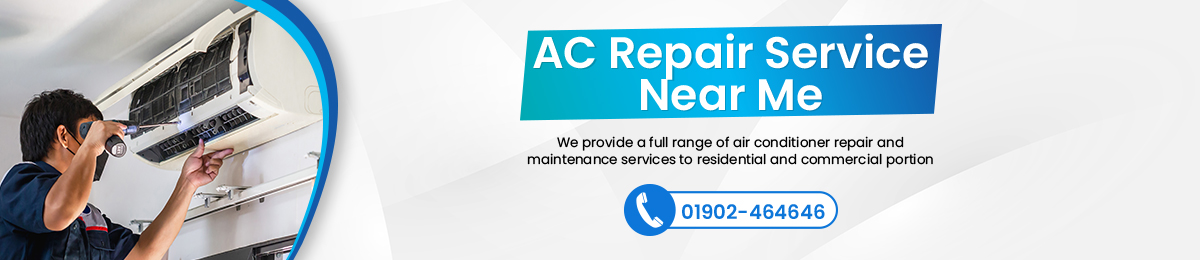 AC Repair Service
Near Me
We provide a full range of air conditioner repair and
maintenance services to residential and commercial portion
01902-464646